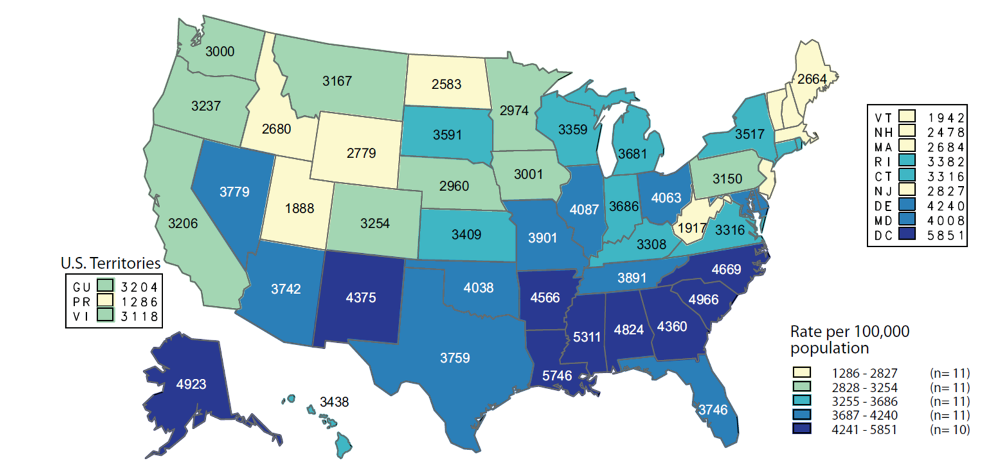 3000
3167
2583
2664
3237
2974
2680
3591
3359
3517
2779
3681
3001
3150
2960
3779
4063
1888
4087
3686
3206
3254
3409
3901
1917
3316
3308
4669
3891
3742
4375
4038
4566
4966
4360
4824
5311
3759
5746
4923
3438
3746
VT 1942
NH 2478
MA 2684
RI 3382
CT 3316
NJ 2827
DE 4240
MD 4008
DC 5851
U.S. Territories
GU 3204
PR 1286
VI 3118
Rate per 100,000
population
1286 - 2827 (n= 11)
2828 - 3254 (n= 11)
3255 - 3686 (n= 11)
3687 - 4240 (n= 11)
4241 - 5851 (n= 10)